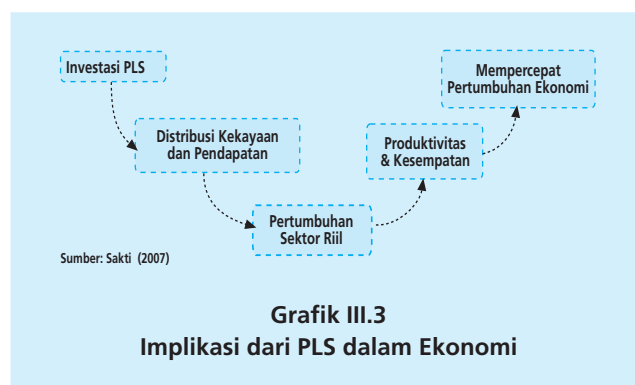 Investasi PLS
Distribusi Kekayaan
dan Pendapatan
Pertumbuhan
Sektor Riil
Produktivitas
& Kesempatan
Mempercepat
Pertumbuhan Ekonomi
Sumber: Sakti (2007)
Grafik III.3
Implikasi dari PLS dalam Ekonomi